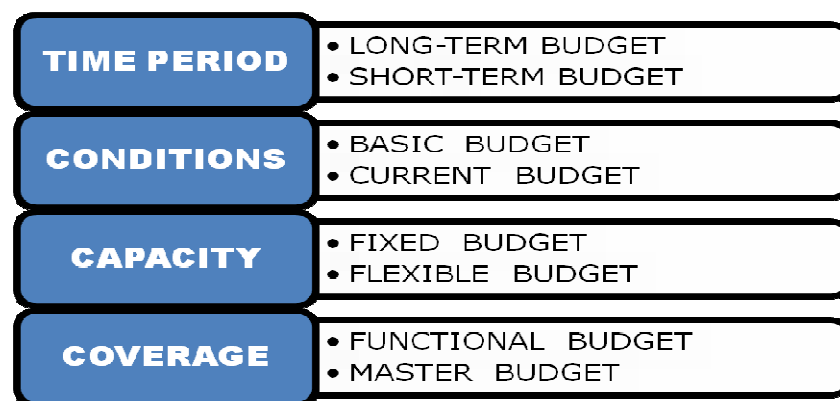 TIME PERIOD
• LONG-TERM BUDGET
• SHORT-TERM BUDGET
CONDITIONS
• BASIC BUDGET
• CURRENT BUDGET
CAPACITY
• FIXED BUDGET
• FLEXIBLE BUDGET
COVERAGE
• FUNCTIONAL BUDGET
• MASTER BUDGET